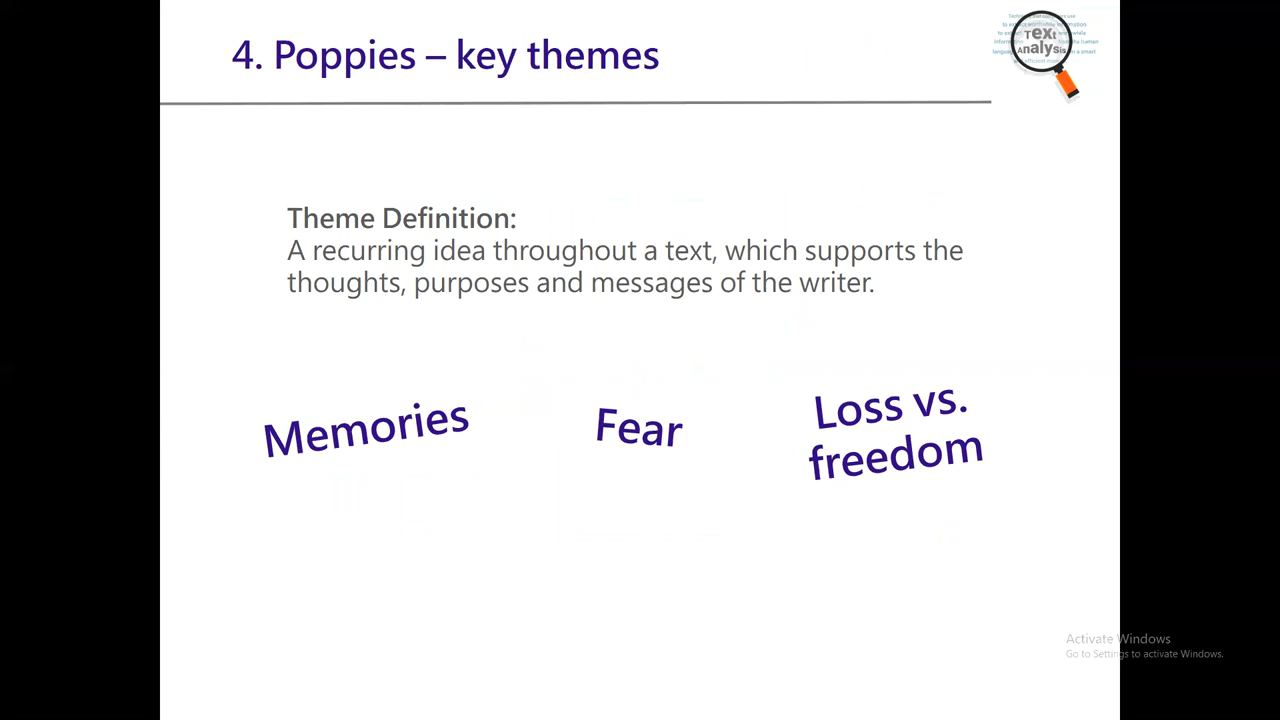 4. Poppies – key themes
Text
Analysis
Theme Definition:
A recurring idea throughout a text, which supports the
thoughts, purposes and messages of the writer.
Memories
Fear
Loss vs.
freedom
Activate Windows
Go to Settings to activate Windows.